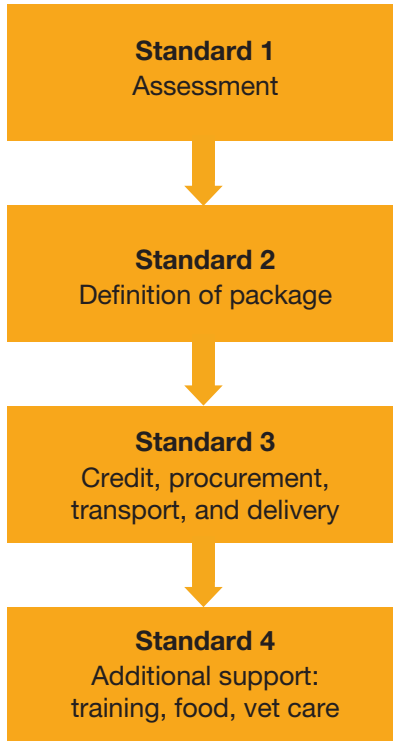 Standard 1
Assessment
Standard 2
Definition of package
Standard 3
Credit, procurement,
transport, and delivery
Standard 4
Additional support:
training, food, vet care